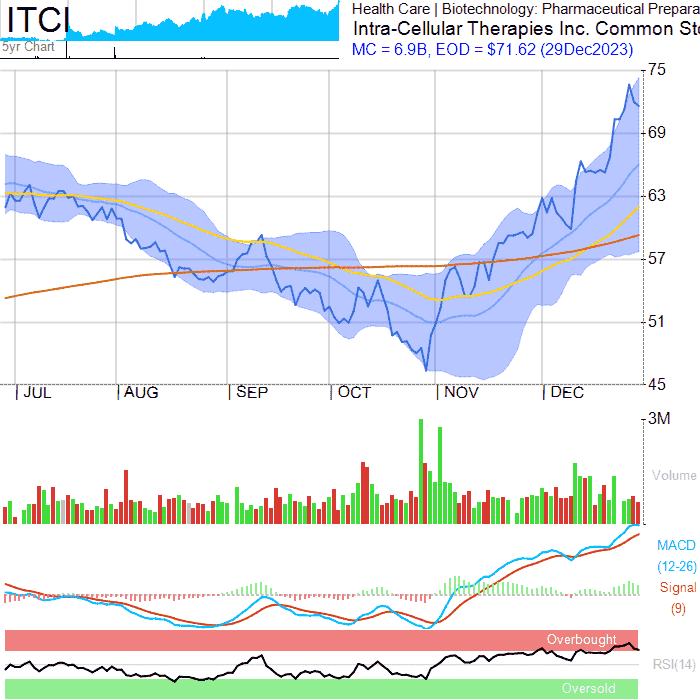 ITCI
5yr Chart
Health Care | Biotechnology: Pharmaceutical Prepara
Intra-Cellular Therapies Inc. Common Sto
MC = 6.9B, EOD = $71.62 (29Dec2023)
75
69
63
57
51
45
|JUL |AUG |SEP |OCT |NOV |DEC
3M
Volume
MACD
(12-26)
Signal
(9)
Overbought
RSI(14)
Oversold